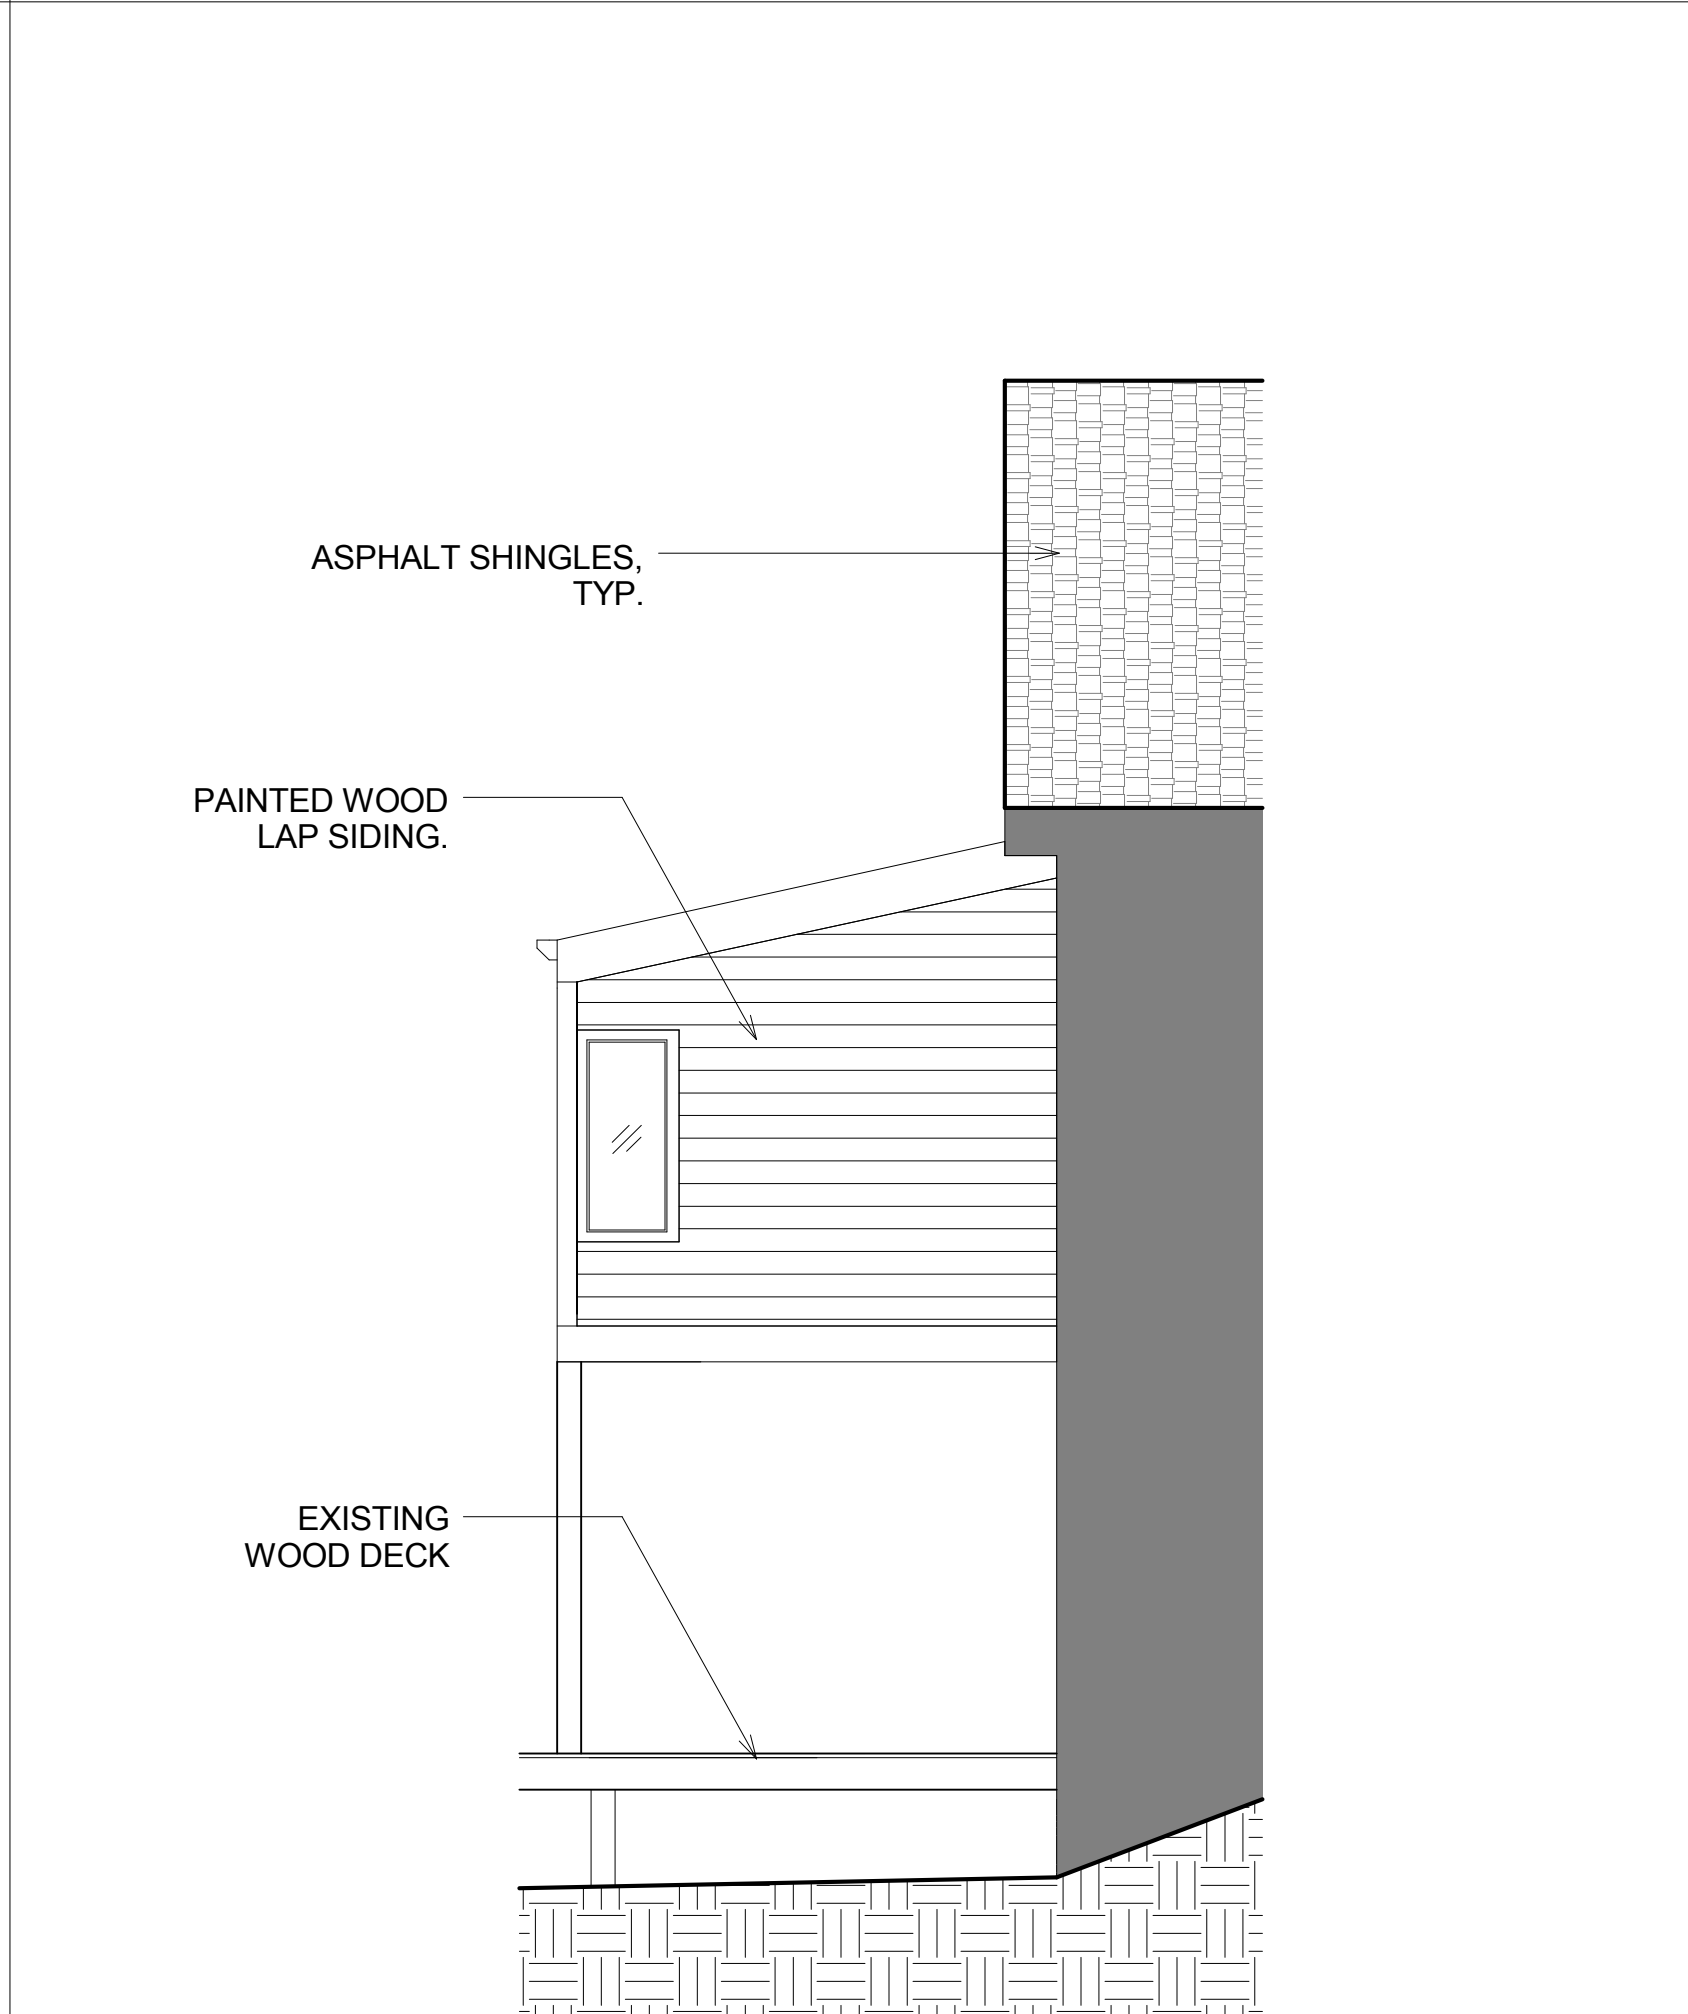 ASPHALT SHINGLES,
TYP.
PAINTED WOOD
LAP SIDING.
EXISTING
WOOD DECK